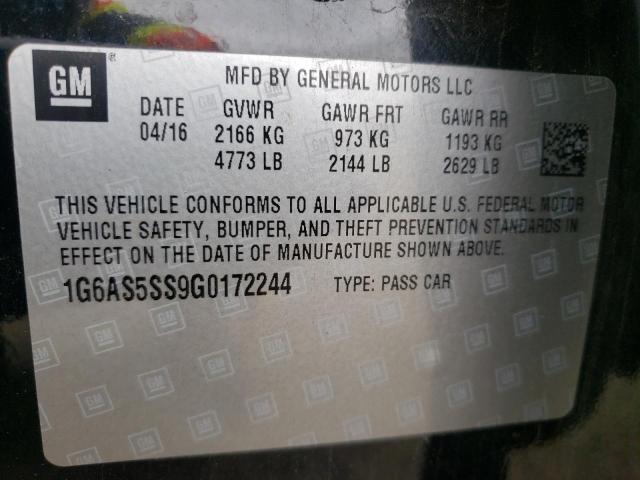 GM
MFD BY GENERAL MOTORS LLC
DATE GVWR GAWR FRT GAWR RR
04/16 2166 KG 973 KG 1193 KG
4773 LB 2144 LB 2629 LB
THIS VEHICLE CONFORMS TO ALL APPLICABLE U.S. FEDERAL MOTOR
VEHICLE SAFETY, BUMPER, AND THEFT PREVENTION STANDARDS IN
EFFECT ON THE DATE OF MANUFACTURE SHOWN ABOVE.
1G6AS5SS9G0172244 TYPE: PASS CAR